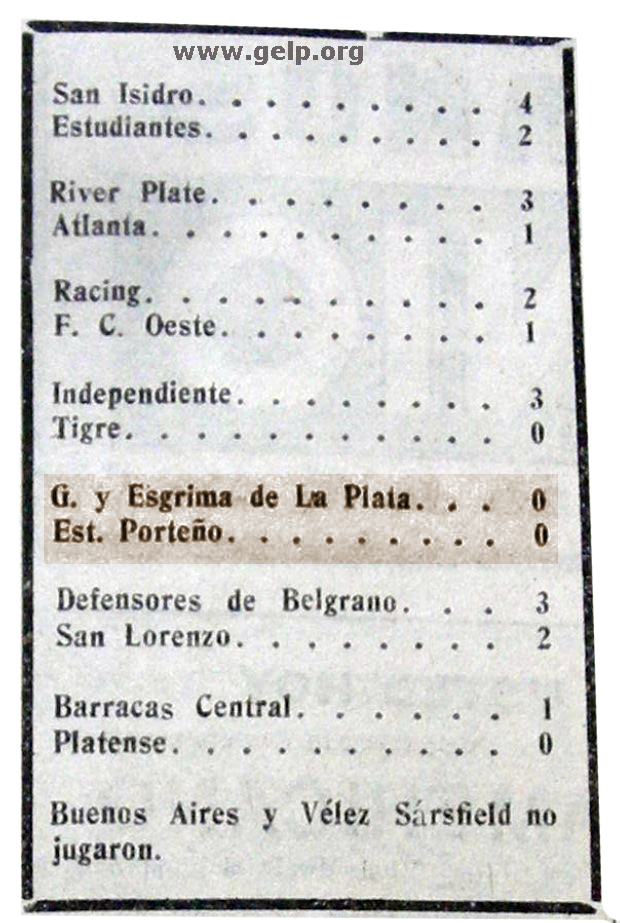 www.gelp.org
San Isidro. . . . . . . . . 4
Estudiantes. . . . . . . . . 2
River Plate. . . . . . . . 3
Atlanta. . . . . . . . . . . 1
Racing. . . . . . . . . . . 2
F. C. Oeste. . . . . . . . 1
Independiente. . . . . . . . 3
Tigre. . . . . . . . . . . . 0
G. y Esgrima de La Plata. . . 0
Est. Porteño. . . . . . . . . 0
Defensores de Belgrano. . . 3
San Lorenzo. . . . . . . . 2
Barracas Central. . . . . . 1
Platense. . . . . . . . . . 0
Buenos Aires y Vélez Sársfield no
jugaron.